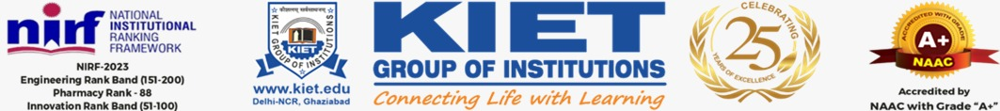 nirf
NATIONAL
INSTITUTIONAL
RANKING
FRAMEWORK
NIRF-2023
Engineering Rank Band (151-200)
Pharmacy Rank - 88
Innovation Rank Band (51-100)
KIET
KIET GROUP OF INSTITUTIONS
www.kiet.edu
Delhi-NCR, Ghaziabad
KIET
GROUP OF INSTITUTIONS
Connecting Life with Learning
CELEBRATING
25
YEARS OF EXCELLENCE
ACCREDITED WITH GRADE
A+
NAAC
Accredited by
NAAC with Grade “A+”